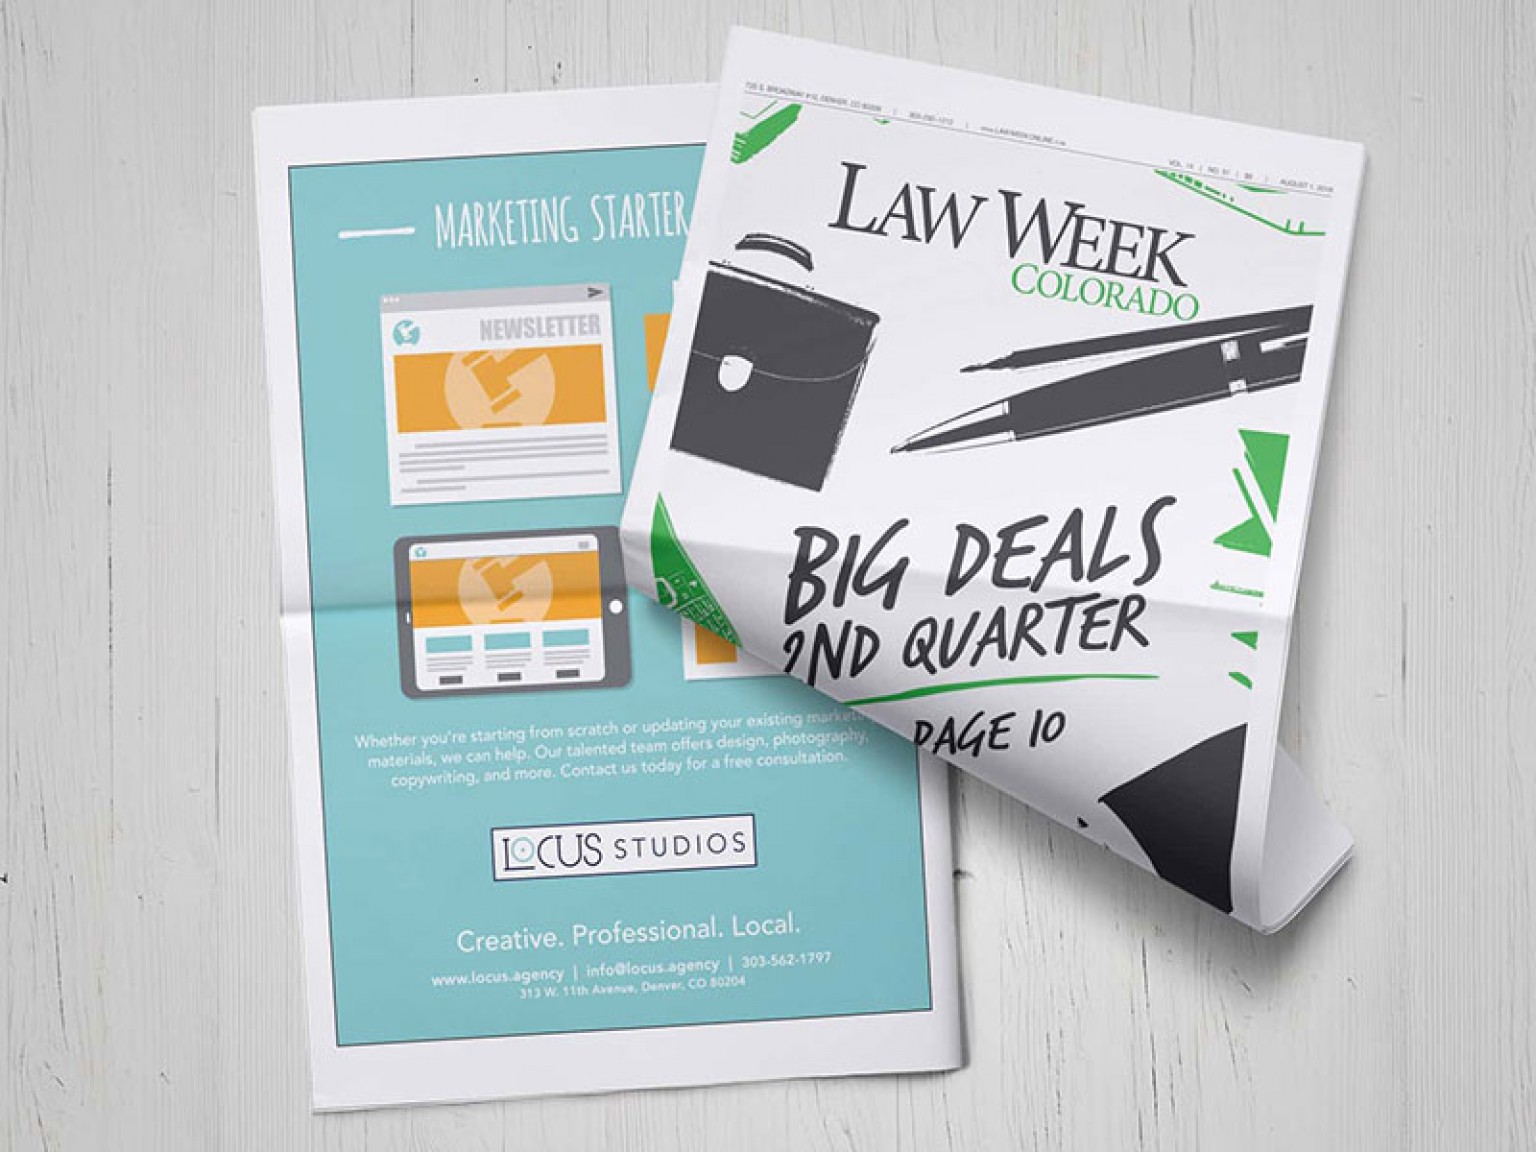 MARKETING STARTER
NEWSLETTER
Whether you're starting from scratch or updating your existing
materials, we can help. Our talented team offers design, photography,
copywriting, and more. Contact us today for a free consultation.
LOCUS STUDIOS
Creative. Professional. Local.
www.locus.agency | info@locus.agency | 303-562-1797
313 W. 11th Avenue, Denver, CO 80204
LAW WEEK
COLORADO
BIG DEALS
2ND QUARTER
PAGE 10